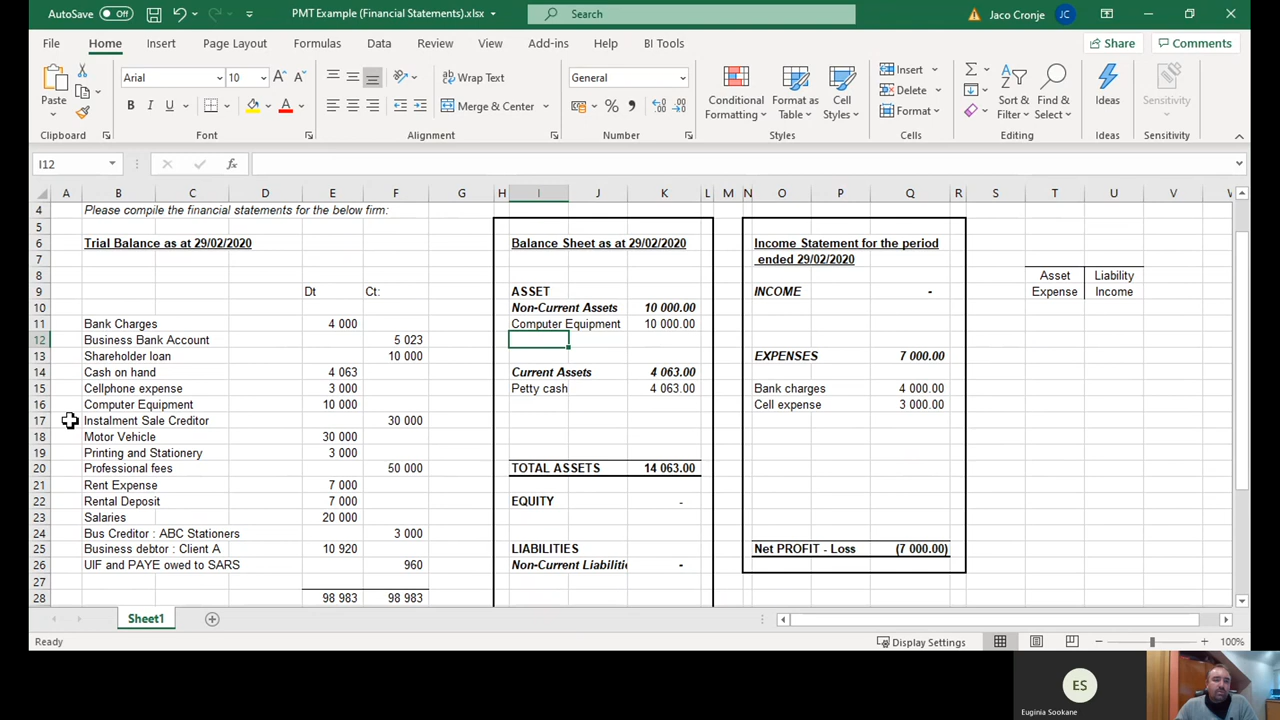 AutoSave Off PMT Example (Financial Statements).xlsx Search Jaco Cronje JC
File Home Insert Page Layout Formulas Data Review View Add-ins Help BI Tools Share Comments
Paste Arial 10 Wrap Text General Insert
B I U Merge & Center Conditional Formatting Format as Table Cell Styles Delete Sort & Filter Find & Select Ideas Sensitivity
Format
Clipboard Font Alignment Number Styles Cells Editing Ideas Sensitivity
I12
A B C D E F G H I J K L M N O P Q R S T U V
4 Please compile the financial statements for the below firm:
5
6 Trial Balance as at 29/02/2020 Balance Sheet as at 29/02/2020 Income Statement for the period
7 ended 29/02/2020
8 Asset Liability
9 Dt Ct: ASSET INCOME - Expense Income
10 Non-Current Assets 10 000.00
11 Bank Charges 4 000 Computer Equipment 10 000.00
12 Business Bank Account 5 023
13 Shareholder loan 10 000 EXPENSES 7 000.00
14 Cash on hand 4 063 Current Assets 4 063.00
15 Cellphone expense 3 000 Petty cash 4 063.00 Bank charges 4 000.00
16 Computer Equipment 10 000 Cell expense 3 000.00
17 Instalment Sale Creditor 30 000
18 Motor Vehicle 30 000
19 Printing and Stationery 3 000
20 Professional fees 50 000 TOTAL ASSETS 14 063.00
21 Rent Expense 7 000
22 Rental Deposit 7 000 EQUITY -
23 Salaries 20 000
24 Bus Creditor : ABC Stationers 3 000
25 Business debtor : Client A 10 920 LIABILITIES Net PROFIT - Loss (7 000.00)
26 UIF and PAYE owed to SARS 960 Non-Current Liabiliti -
27
28 98 983 98 983
Sheet1
Ready Display Settings 100%
ES
Euginia Sookane